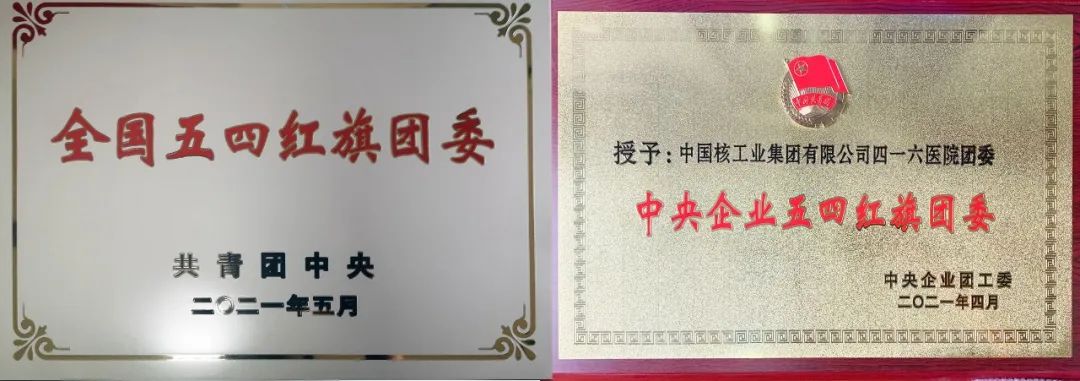 全国五四红旗团委
共青团中央
二〇二一年五月
授予：中国核工业集团有限公司四一六医院团委
中央企业五四红旗团委
中央企业团工委
二〇二一年四月